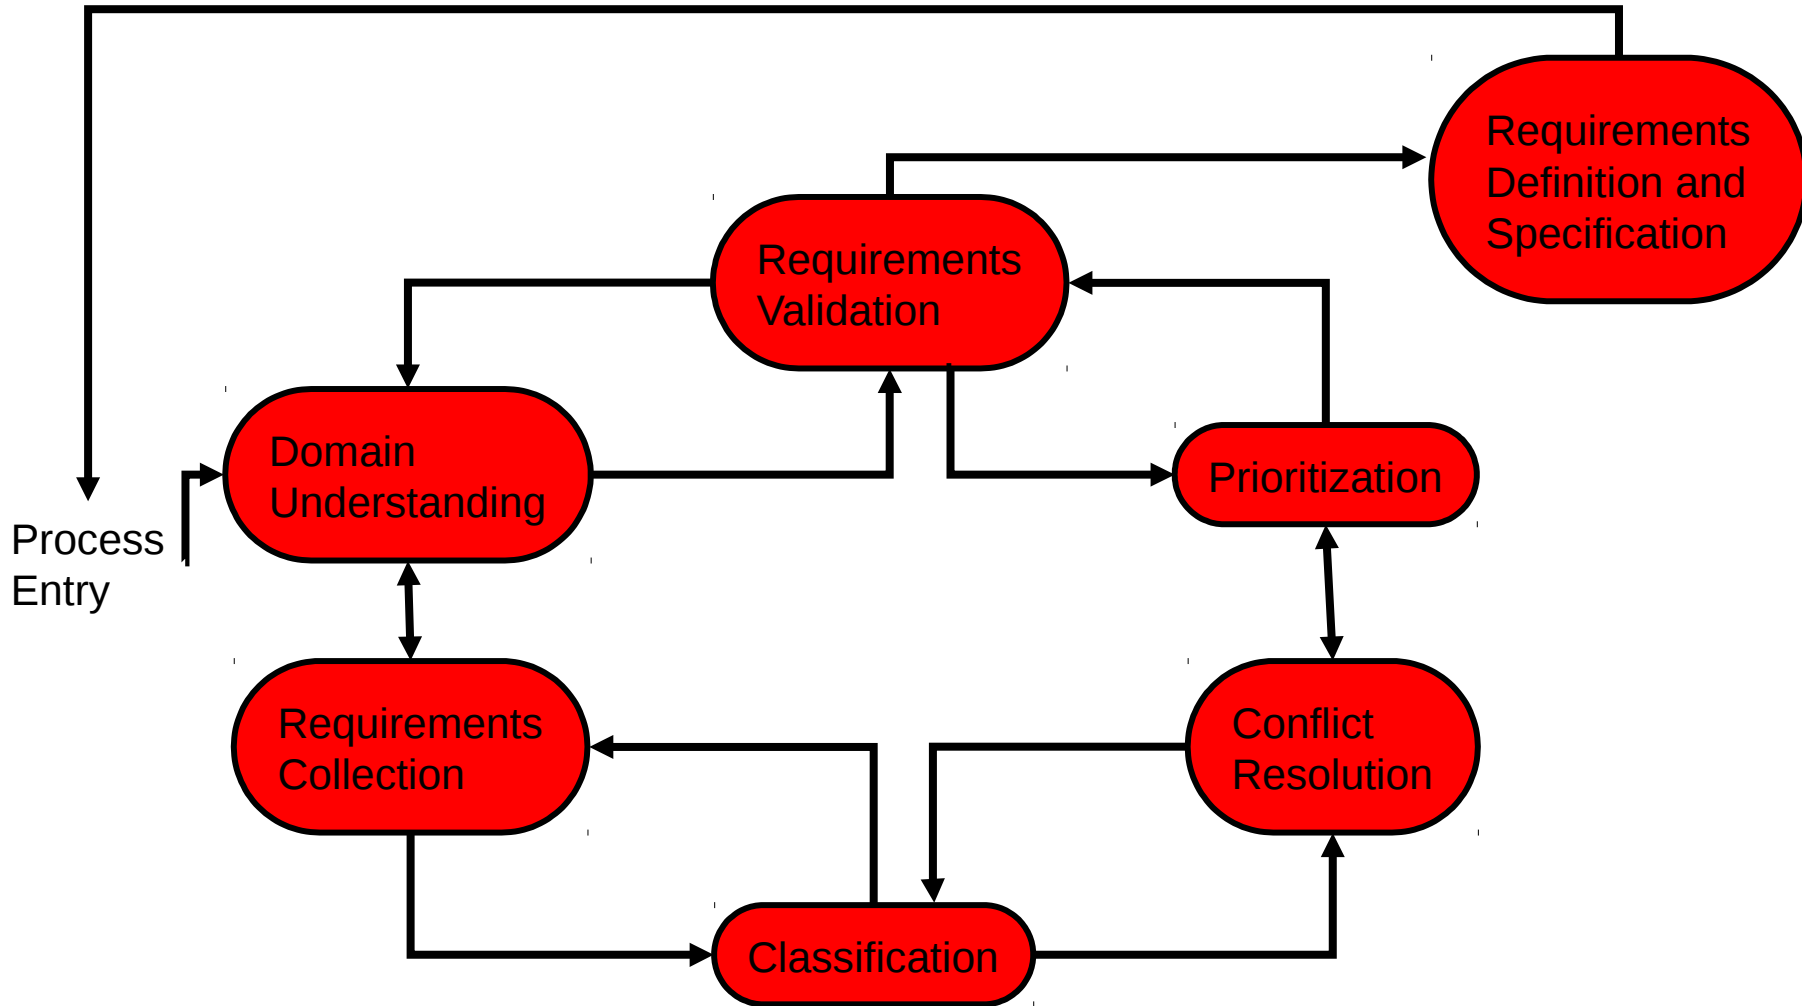 Requirements
Definition and
Specification
Requirements
Validation
Domain
Understanding
Prioritization
Process
Entry
Requirements
Collection
Conflict
Resolution
Classification